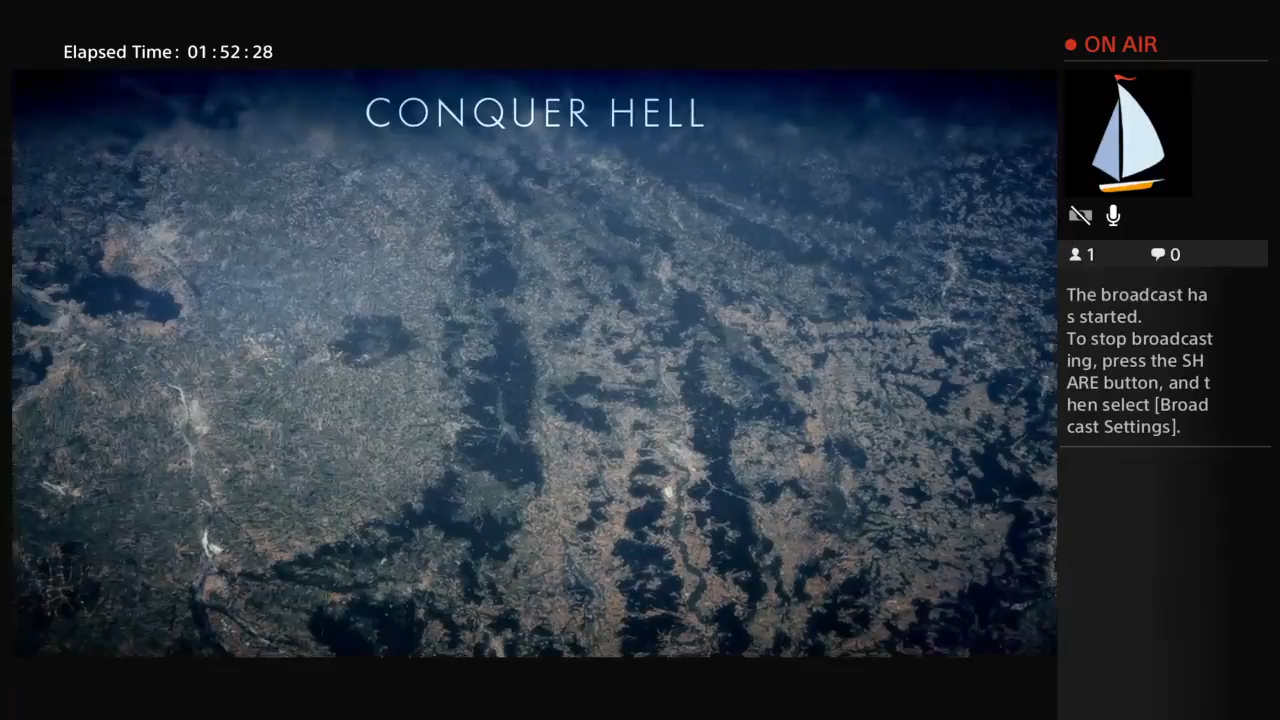 Elapsed Time: 01:52:28
ON AIR
CONQUER HELL
1
0
The broadcast ha
s started.
To stop broadcast
ing, press the SH
ARE button, and t
hen select [Broad
cast Settings].